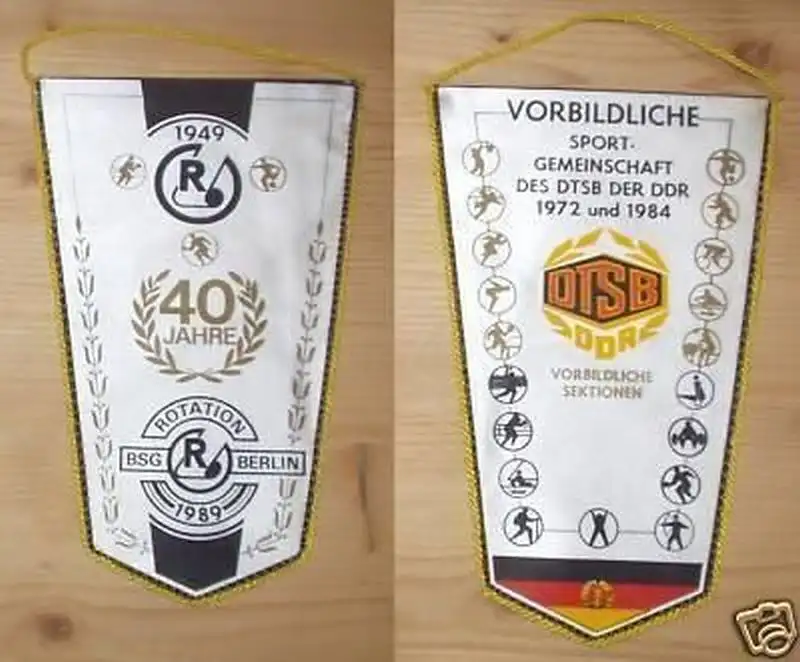 1949
R
40
JAHRE
ROTATION
BSG R BERLIN
1989
VORBILDLICHE
SPORT-
GEMEINSCHAFT
DES DTSB DER DDR
1972 und 1984
DTSB
DDR
VORBILDLICHE
SEKTIONEN